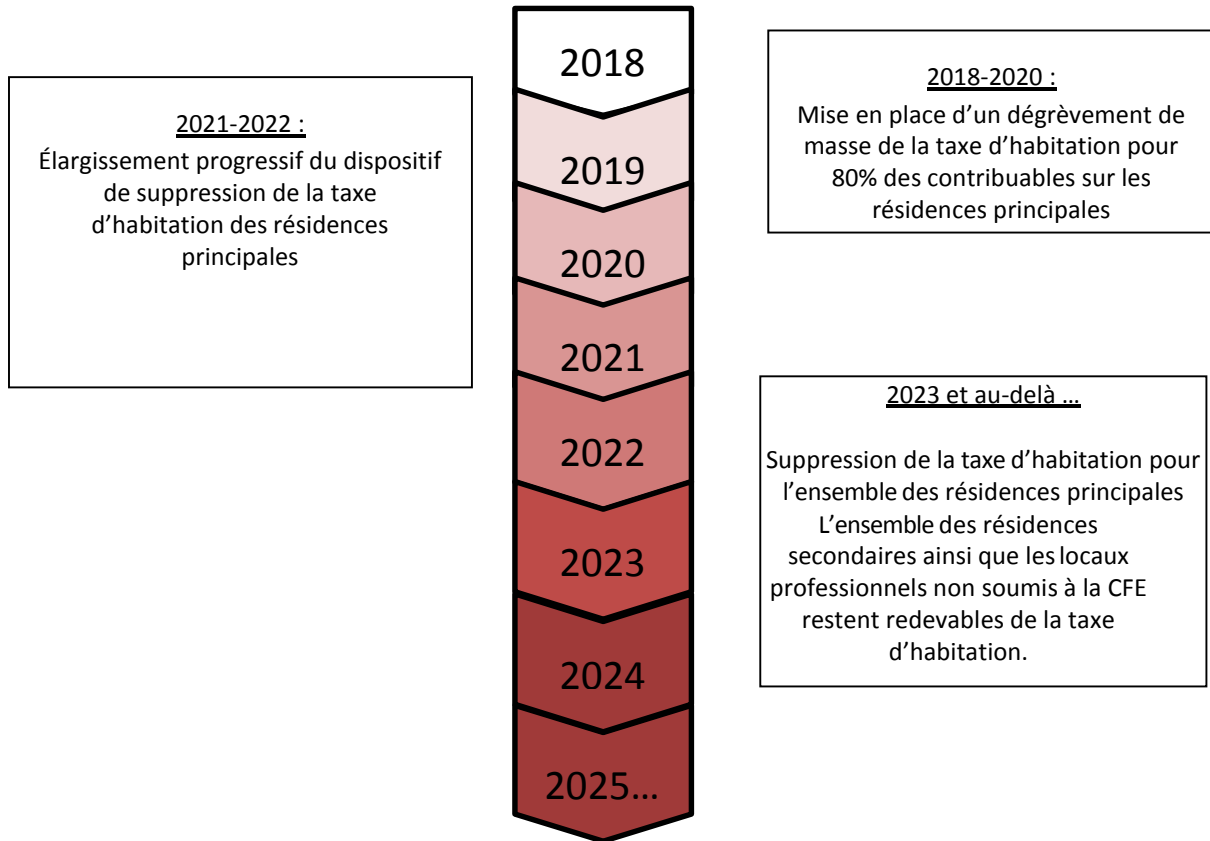 2018
2019
2020
2021
2022
2023
2024
2025...
2018-2020 :
Mise en place d’un dégrèvement de
masse de la taxe d’habitation pour
80% des contribuables sur les
résidences principales
2021-2022 :
Élargissement progressif du dispositif
de suppression de la taxe
d’habitation des résidences
principales
2023 et au-delà ...
Suppression de la taxe d’habitation pour
l’ensemble des résidences principales
L’ensemble des résidences
secondaires ainsi que les locaux
professionnels non soumis à la CFE
restent redevables de la taxe
d’habitation.